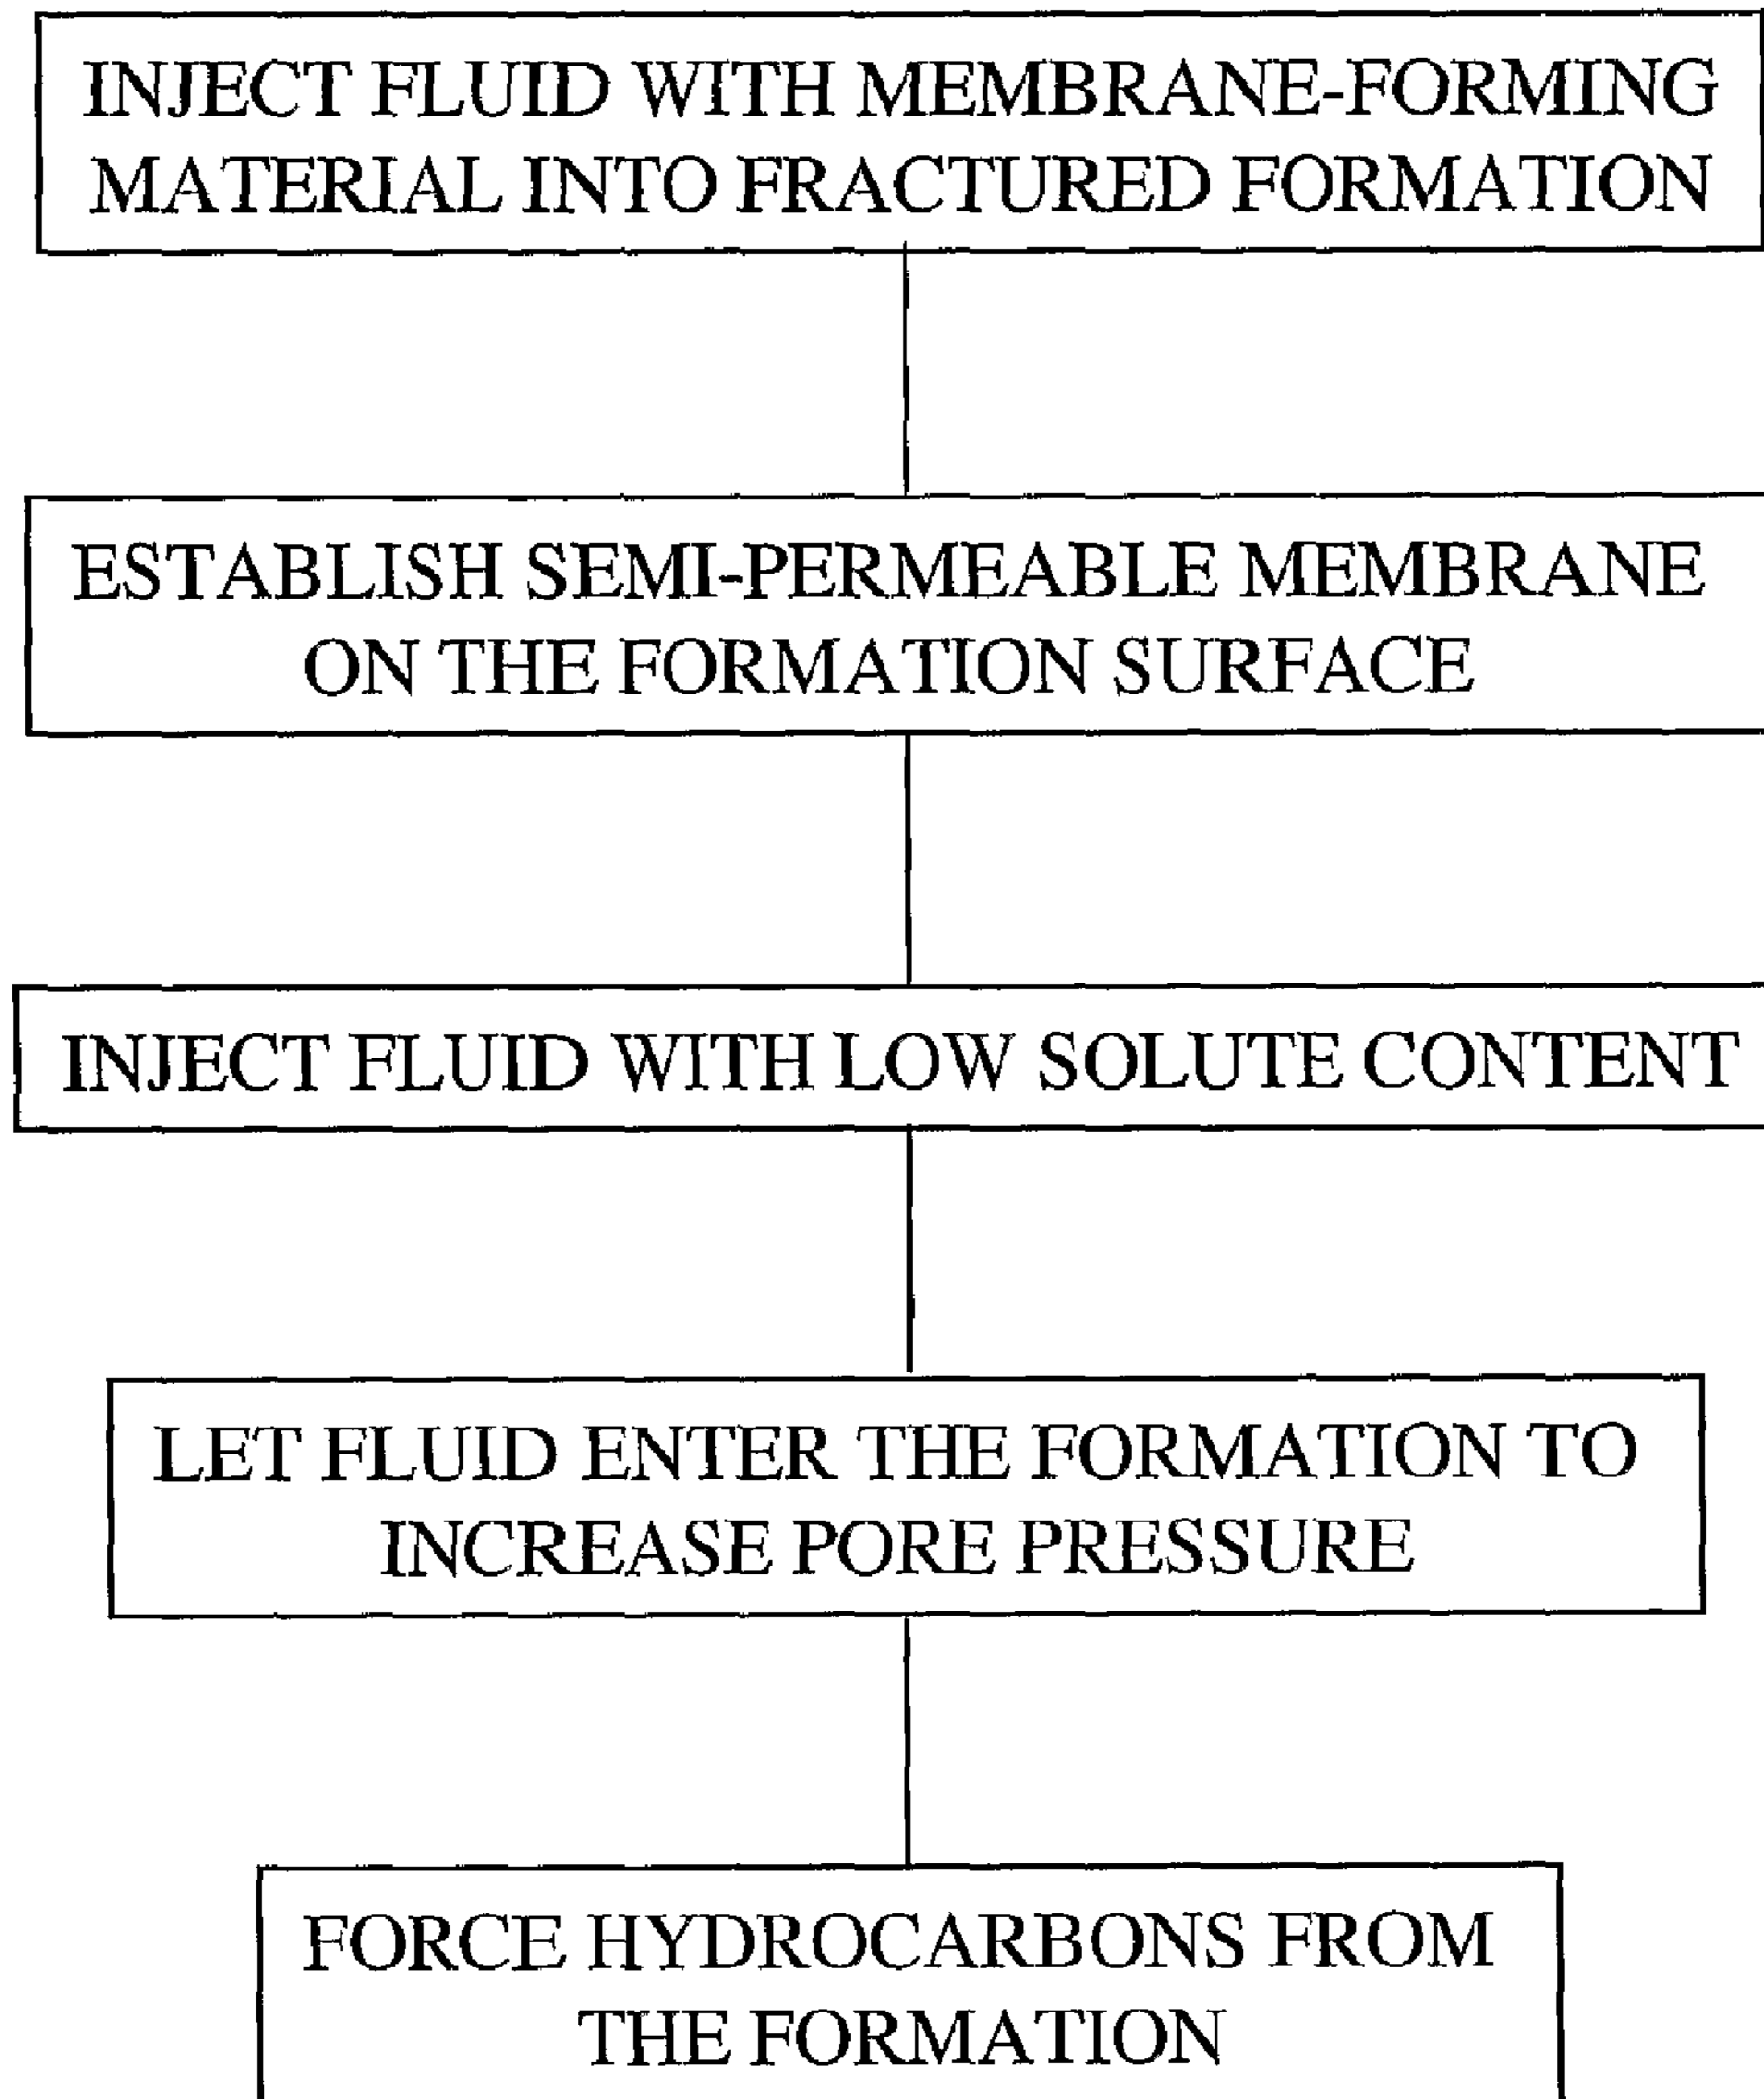 INJECT FLUID WITH MEMBRANE-FORMING
MATERIAL INTO FRACTURED FORMATION
ESTABLISH SEMI-PERMEABLE MEMBRANE
ON THE FORMATION SURFACE
INJECT FLUID WITH LOW SOLUTE CONTENT
LET FLUID ENTER THE FORMATION TO
INCREASE PORE PRESSURE
FORCE HYDROCARBONS FROM
THE FORMATION